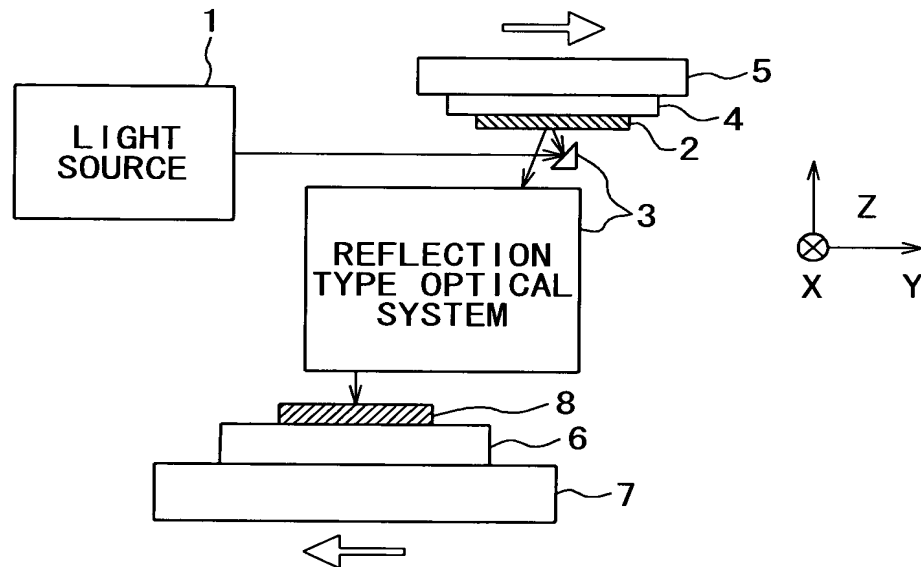 1
LIGHT
SOURCE
5
4
2
3
REFLECTION
TYPE OPTICAL
SYSTEM
Z
X
Y
8
6
7